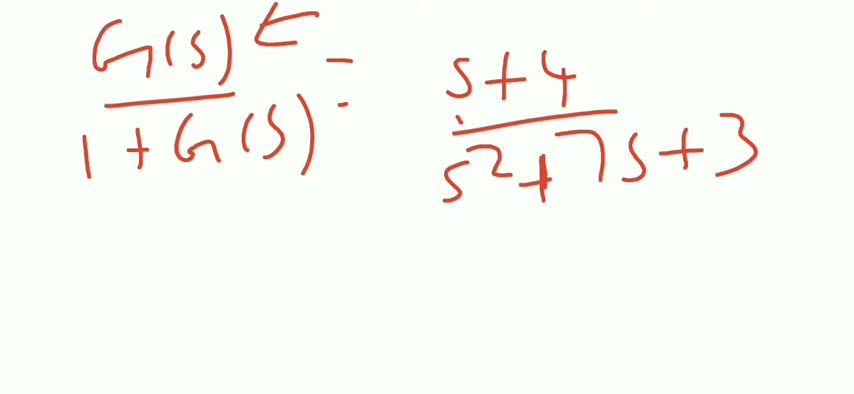 G(s) / 1 + G(s) = s + 4 / s² + 7s + 3